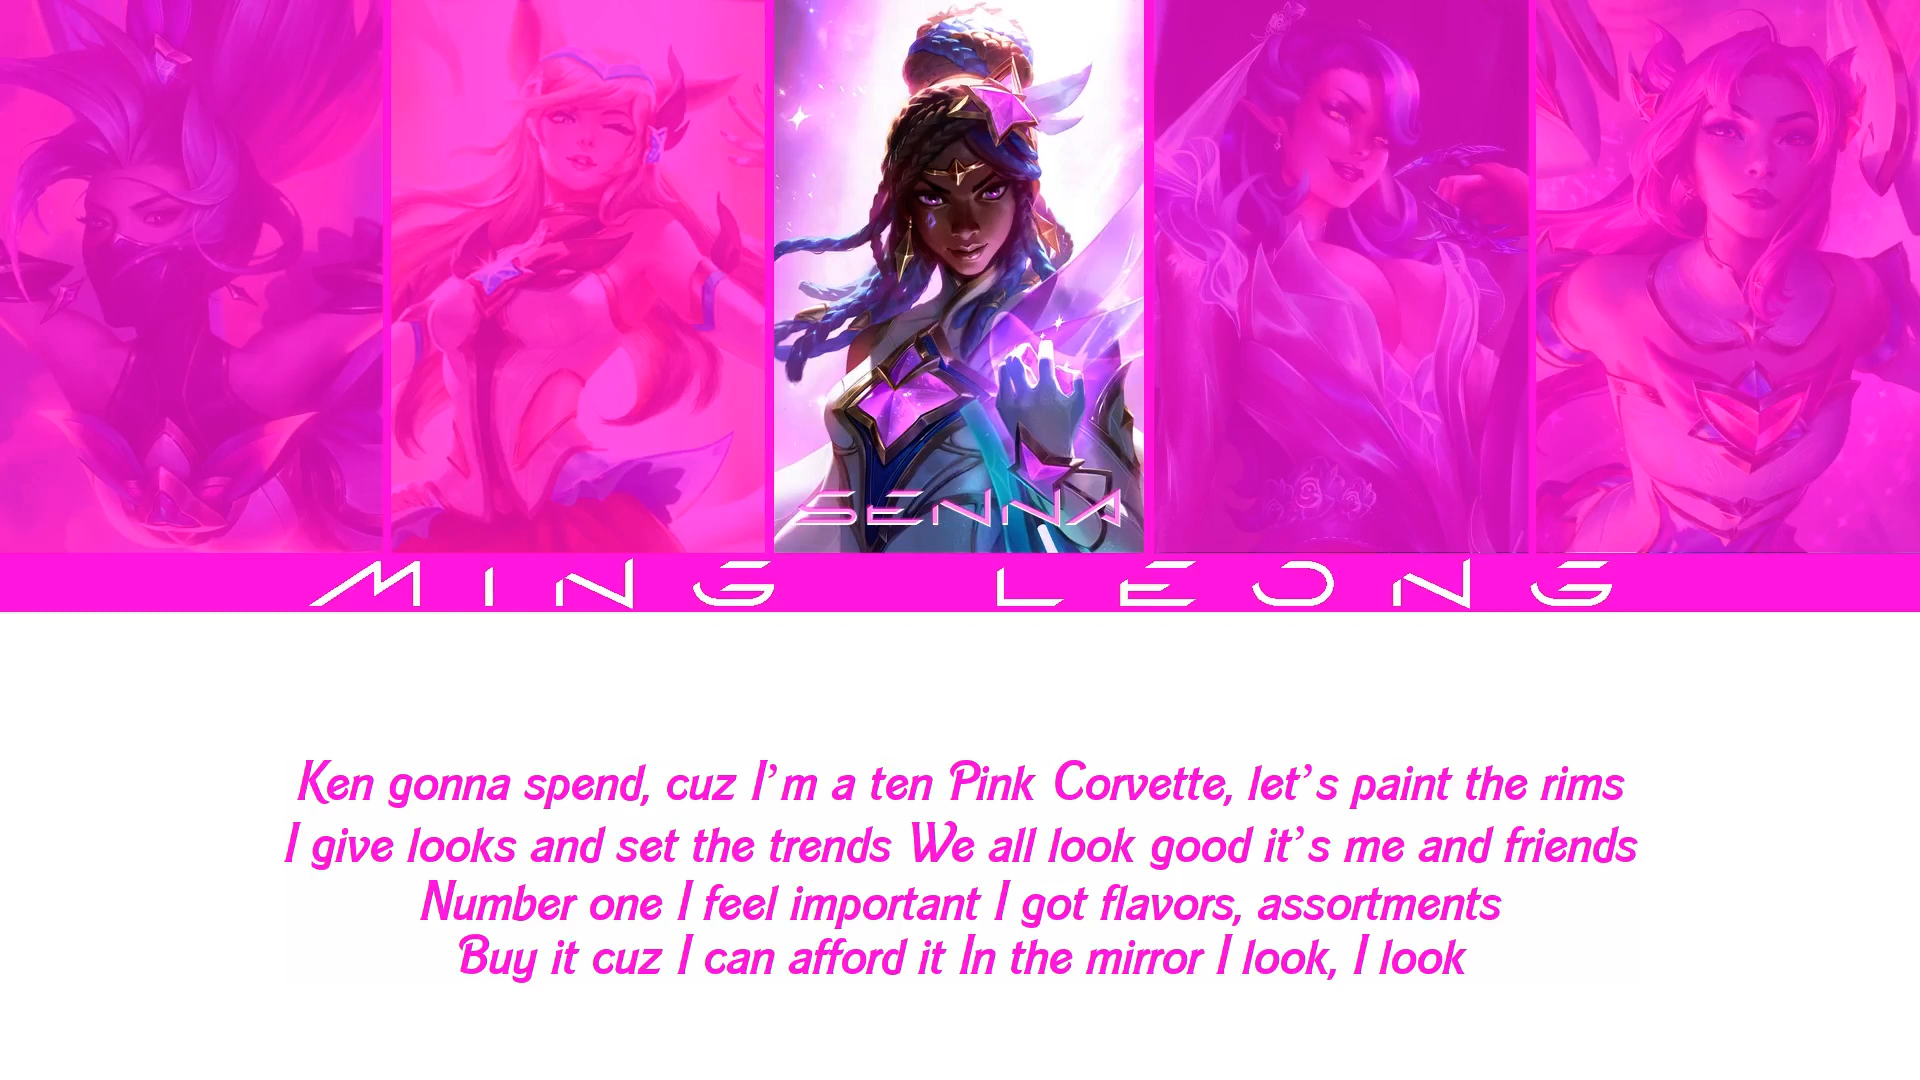 SENNA
MING LEONG
Ken gonna spend, cuz I’m a ten Pink Corvette, let’s paint the rims
I give looks and set the trends We all look good it’s me and friends
Number one I feel important I got flavors, assortments
Buy it cuz I can afford it In the mirror I look, I look